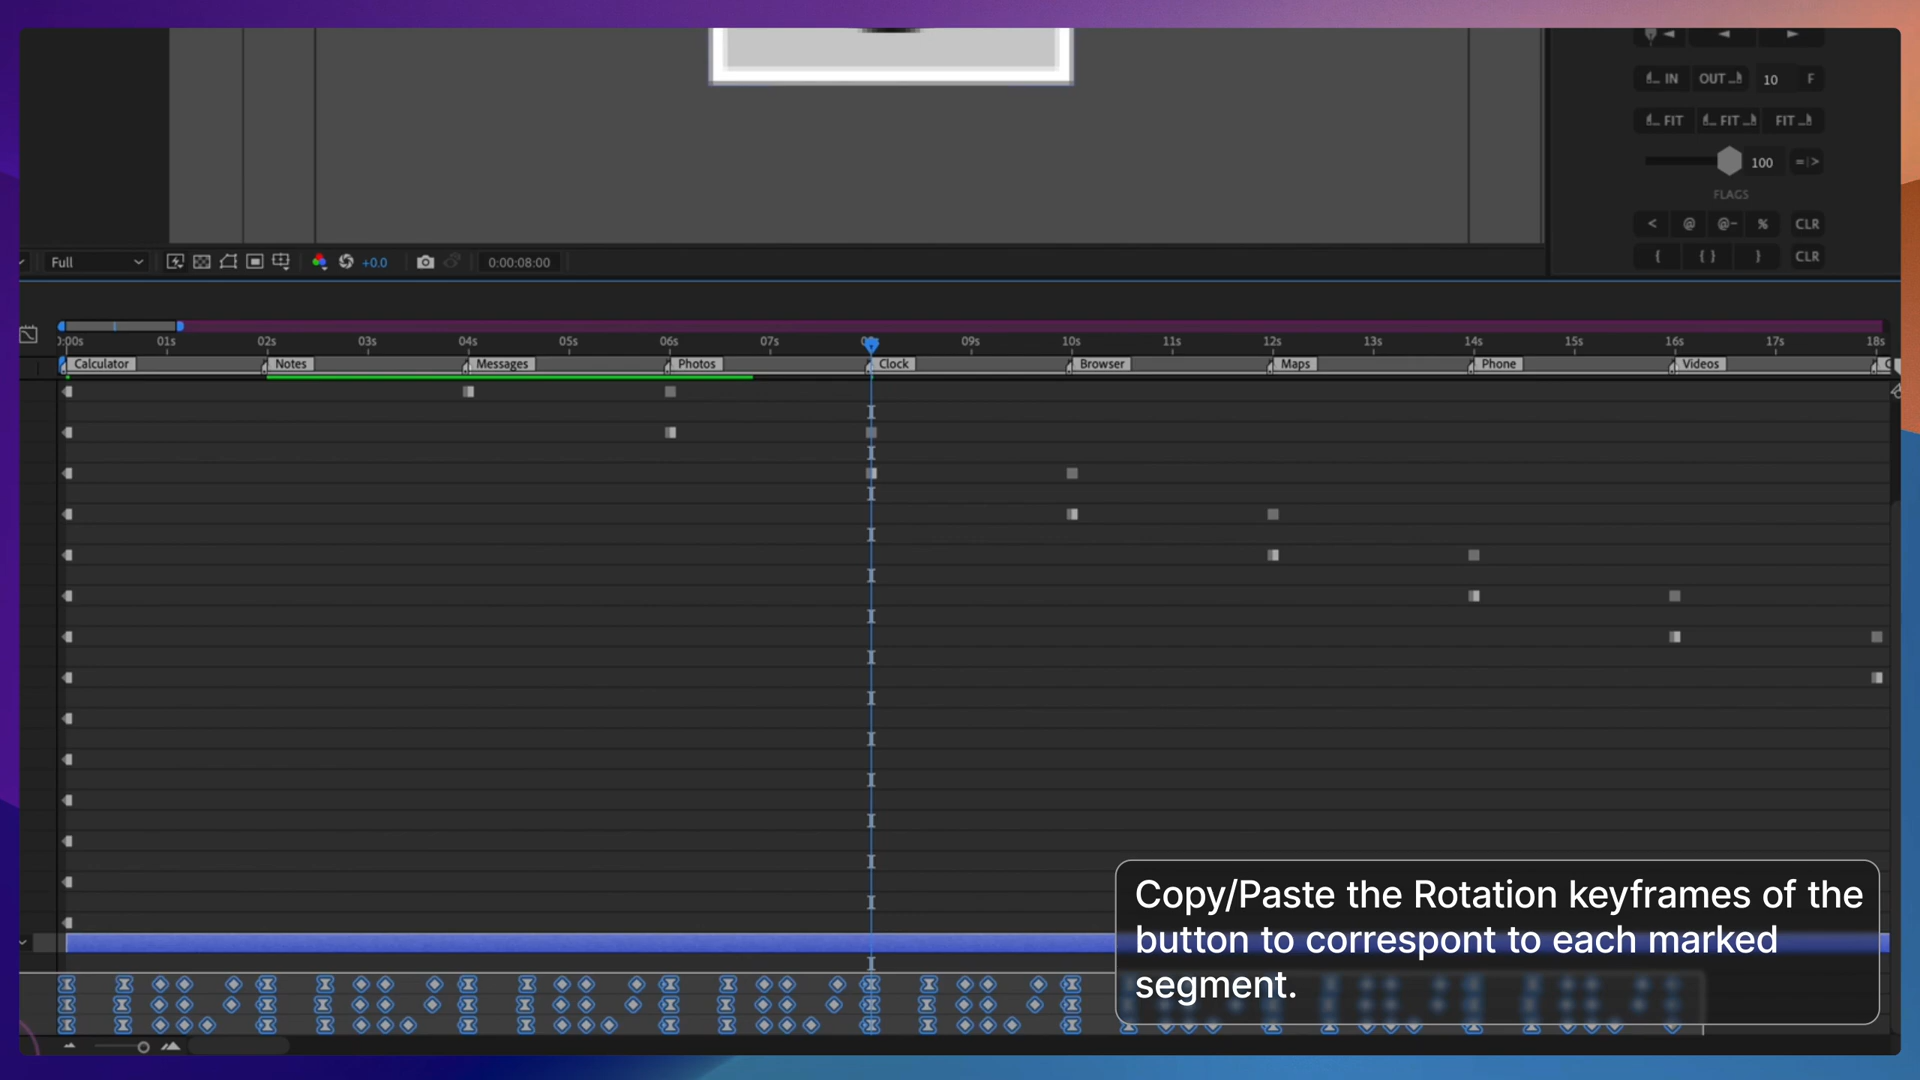 IN OUT 10 F
FIT FIT FIT
100 =|>
FLAGS
< @ @- % CLR
{ { } } CLR
Full +0.0 0:00:08:00
0:00s 01s 02s 03s 04s 05s 06s 07s 09s 10s 11s 12s 13s 14s 15s 16s 17s 18s
Calculator Notes Messages Photos Clock Browser Maps Phone Videos
Copy/Paste the Rotation keyframes of the
button to correspont to each marked
segment.